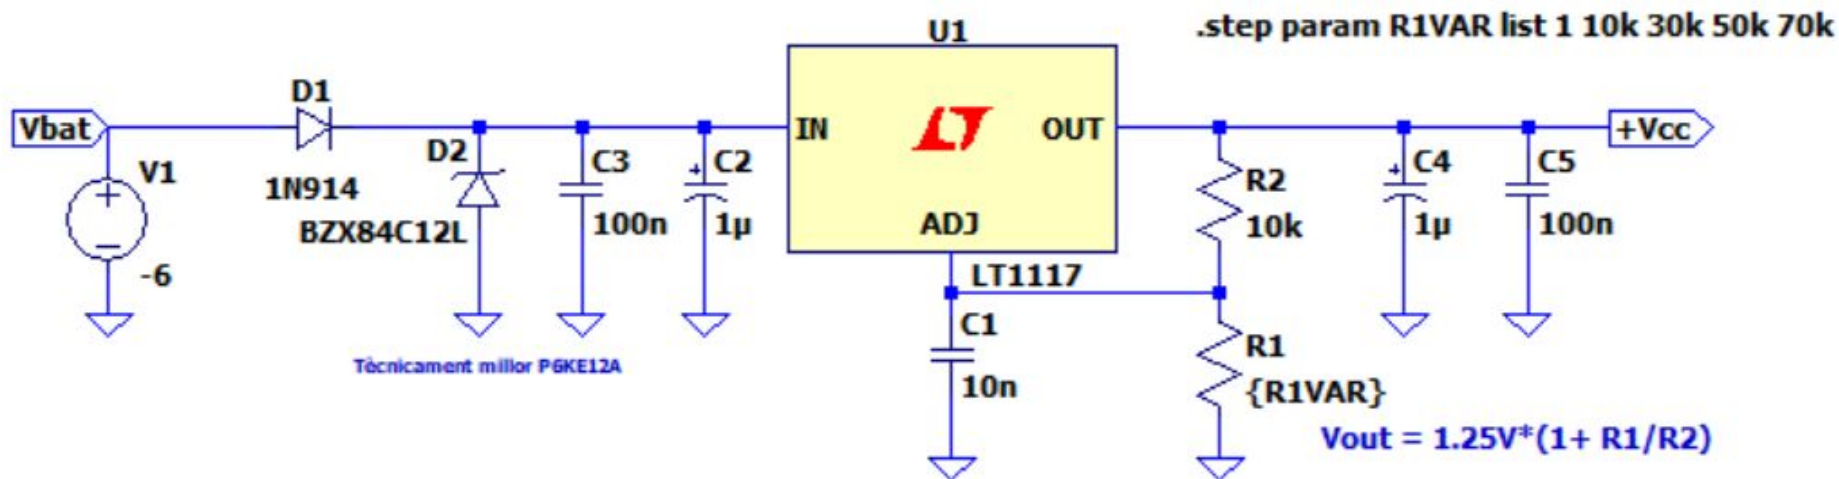 .step param R1VAR list 1 10k 30k 50k 70k
U1
Vbat
D1
1N914
V1
-6
D2
BZX84C12L
C3
100n
C2
1µ
IN
OUT
ADJ
LT1117
R2
10k
C4
1µ
C5
100n
+Vcc
C1
10n
R1
{R1VAR}
Tècnicament millor P6KE12A
Vout = 1.25V*(1+ R1/R2)